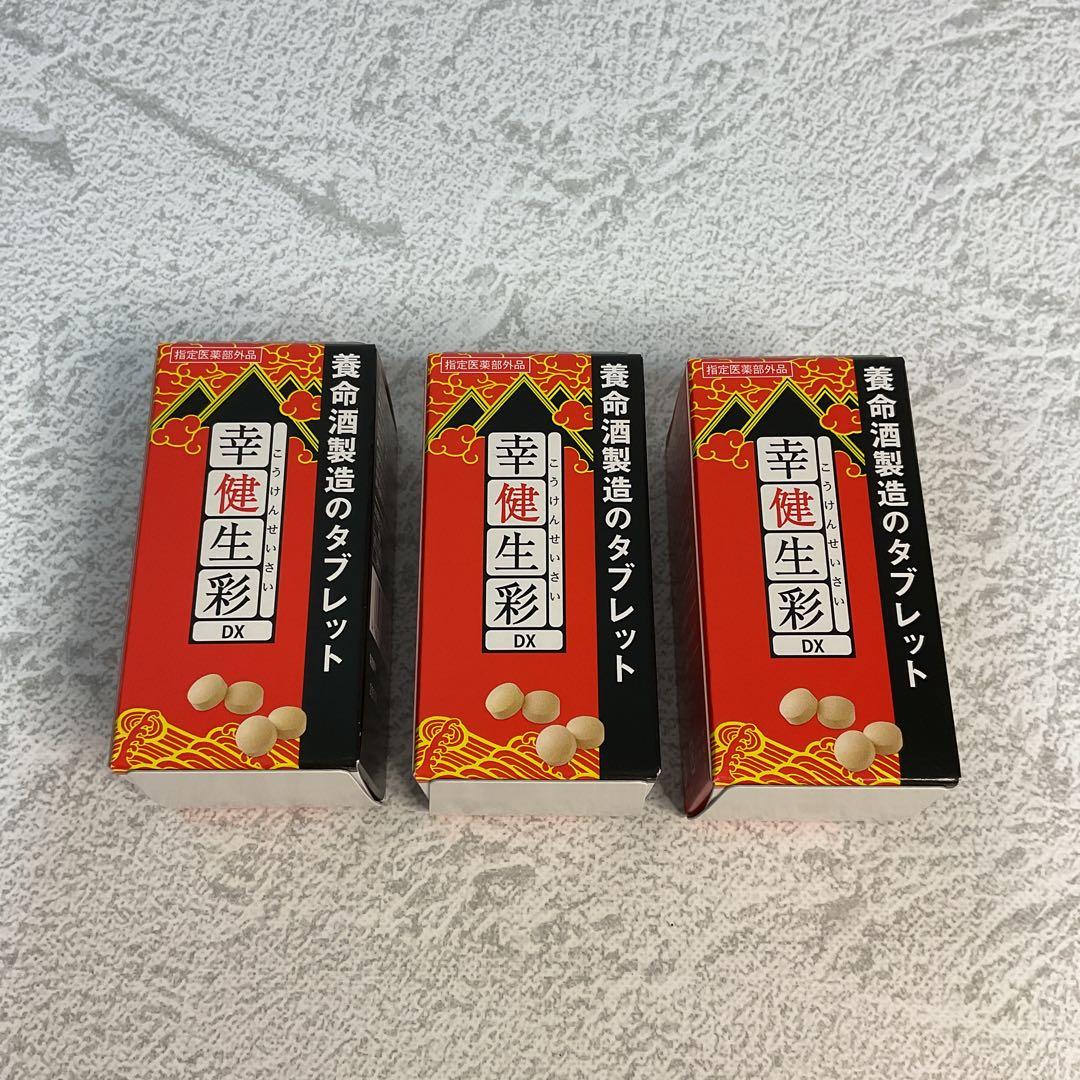 指定医薬部外品
養命酒製造のタブレット
幸健生彩
こうけんせいさい
DX
指定医薬部外品
養命酒製造のタブレット
幸健生彩
こうけんせいさい
DX
指定医薬部外品
養命酒製造のタブレット
幸健生彩
こうけんせいさい
DX